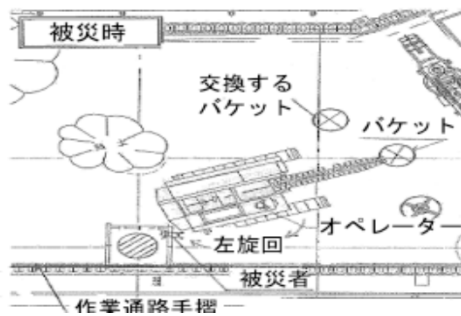 被災時
交換する
バケット
バケット
オペレーター
左旋回
被災者
作業通路手摺